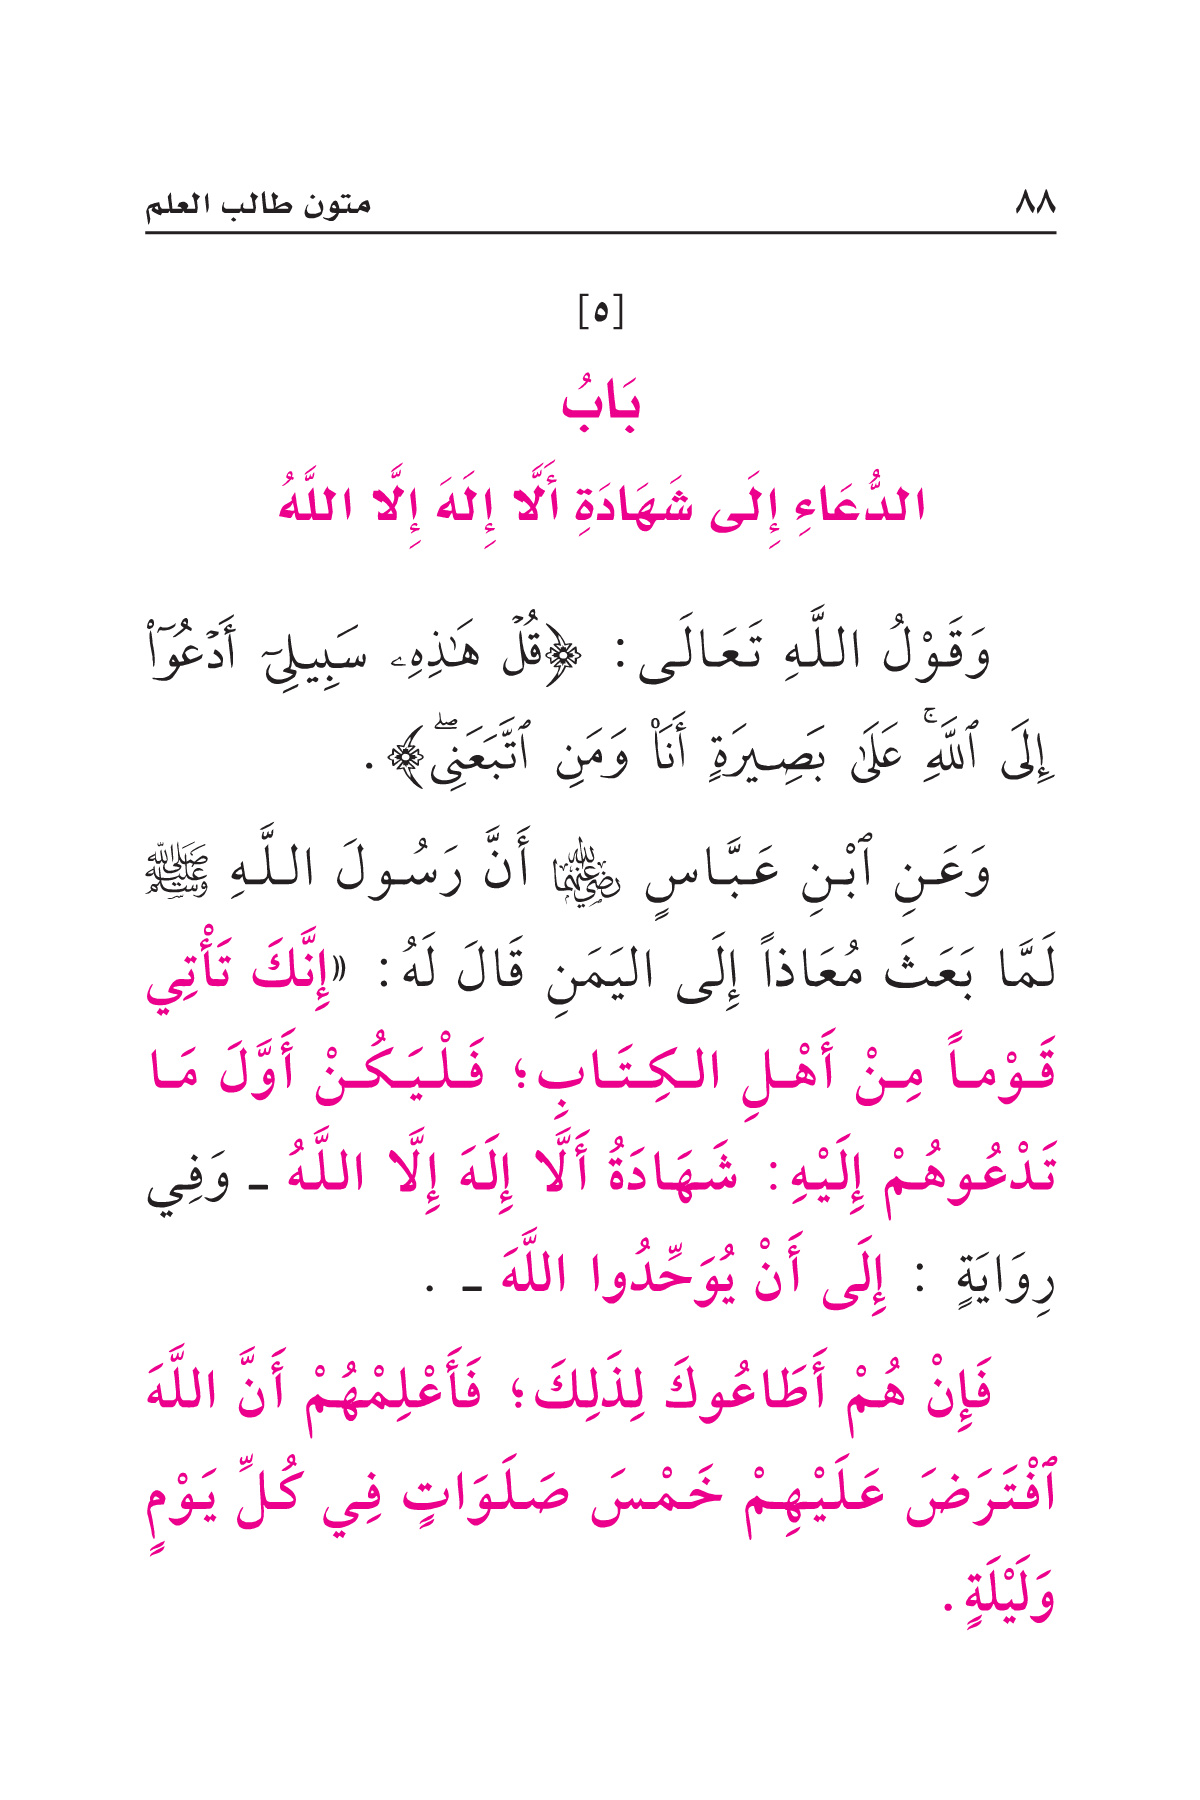 ٨٨ متون طالب العلم
[٥]
بَابُ
الدُّعَاءِ إِلَى شَهَادَةِ أَلَّا إِلَهَ إِلَّا اللَّهُ
وَقَوْلُ اللَّهِ تَعَالَى: ﴿قُلۡ هَٰذِهِۦ سَبِيلِيٓ أَدۡعُوٓاْ
إِلَى ٱللَّهِۚ عَلَىٰ بَصِيرَةٍ أَنَا۠ وَمَنِ ٱتَّبَعَنِيۖ﴾.
وَعَنِ ٱبْنِ عَبَّاسٍ رضي الله عنهما أَنَّ رَسُولَ اللَّهِ ﷺ
لَمَّا بَعَثَ مُعَاذاً إِلَى اليَمَنِ قَالَ لَهُ: «إِنَّكَ تَأْتِي
قَوْماً مِنْ أَهْلِ الكِتَابِ؛ فَلْيَكُنْ أَوَّلَ مَا
تَدْعُوهُمْ إِلَيْهِ: شَهَادَةُ أَلَّا إِلَهَ إِلَّا اللَّهُ ـ وَفِي
رِوَايَةٍ: إِلَى أَنْ يُوَحِّدُوا اللَّهَ ـ .
فَإِنْ هُمْ أَطَاعُوكَ لِذَلِكَ؛ فَأَعْلِمْهُمْ أَنَّ اللَّهَ
ٱفْتَرَضَ عَلَيْهِمْ خَمْسَ صَلَوَاتٍ فِي كُلِّ يَوْمٍ
وَلَيْلَةٍ.